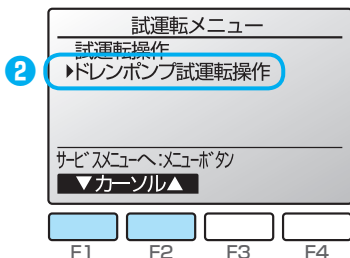 試運転メニュー
試運転操作
❷ ▶ドレンポンプ試運転操作
サービスメニューへ:メニューボタン
▼カーソル▲
F1 F2 F3 F4